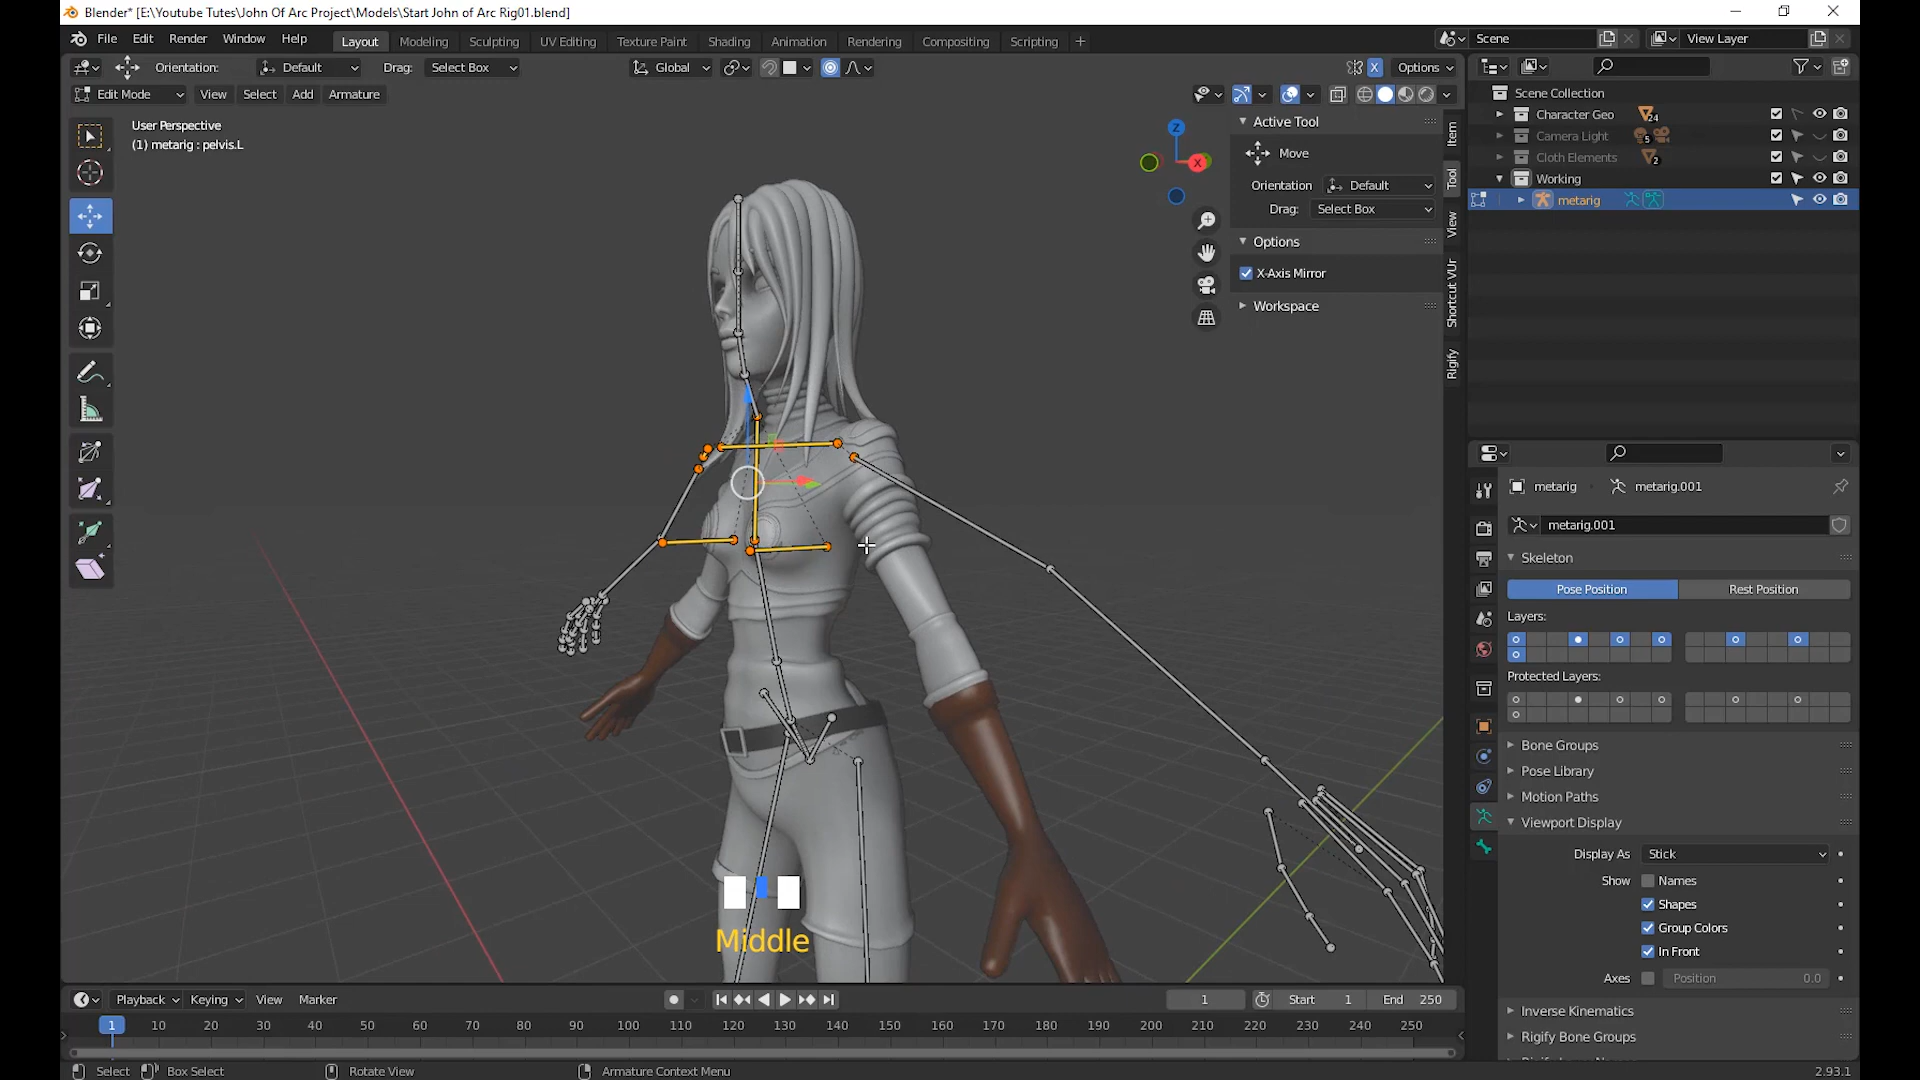 Blender* [E:\Youtube Tutes\John Of Arc Project\Models\Start John of Arc Rig01.blend]
File Edit Render Window Help Layout Modeling Sculpting UV Editing Texture Paint Shading Animation Rendering Compositing Scripting + Scene View Layer
Orientation: Default Drag: Select Box Global X Options
Edit Mode View Select Add Armature
User Perspective
(1) metarig : pelvis.L
Z
X
Active Tool
Move
Orientation Default
Drag: Select Box
Options
X-Axis Mirror
Workspace
Item
Tool
View
Shortcut VUr
Rigify
Scene Collection
Character Geo 24
Camera Light 5
Cloth Elements 2
Working
metarig
metarig metarig.001
metarig.001
Skeleton
Pose Position Rest Position
Layers:
Protected Layers:
Bone Groups
Pose Library
Motion Paths
Viewport Display
Display As Stick
Show Names
Shapes
Group Colors
In Front
Axes Position 0.0
Inverse Kinematics
Rigify Bone Groups
Middle
Playback Keying View Marker 1 Start 1 End 250
1 10 20 30 40 50 60 70 80 90 100 110 120 130 140 150 160 170 180 190 200 210 220 230 240 250
Select Box Select Rotate View Armature Context Menu 2.93.1